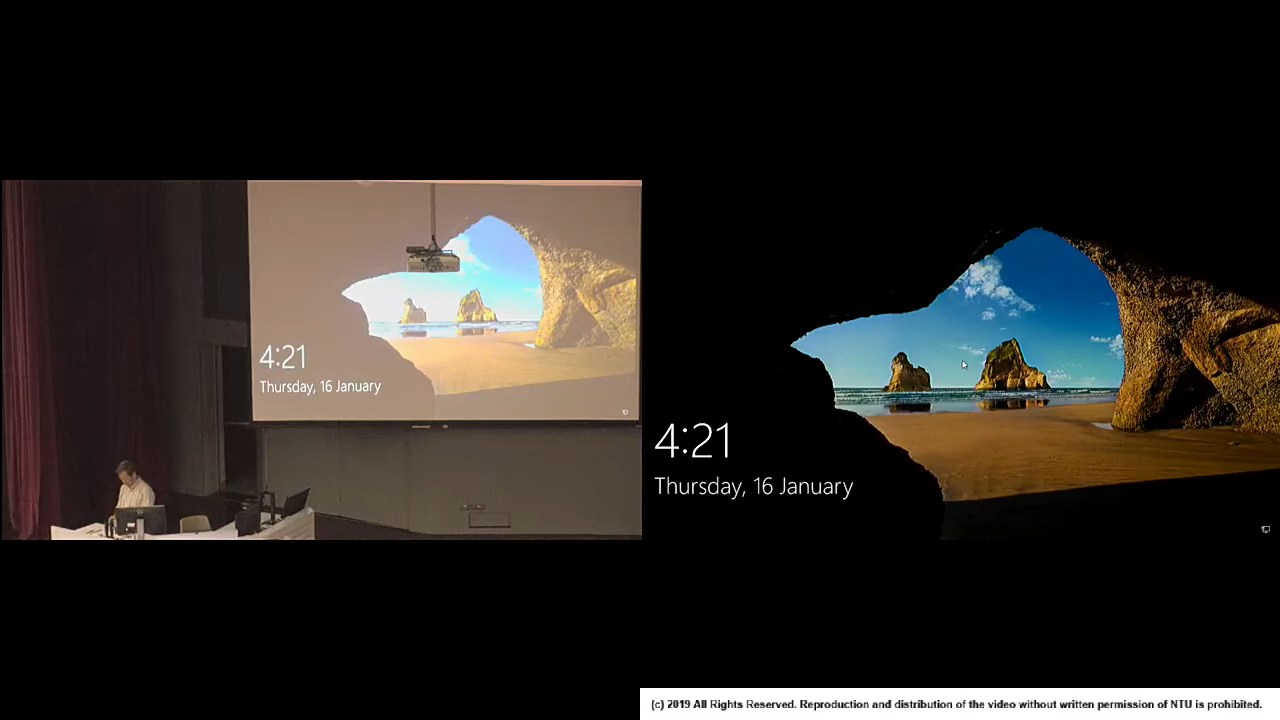 4:21
Thursday, 16 January
4:21
Thursday, 16 January
(c) 2019 All Rights Reserved. Reproduction and distribution of the video without written permission of NTU is prohibited.